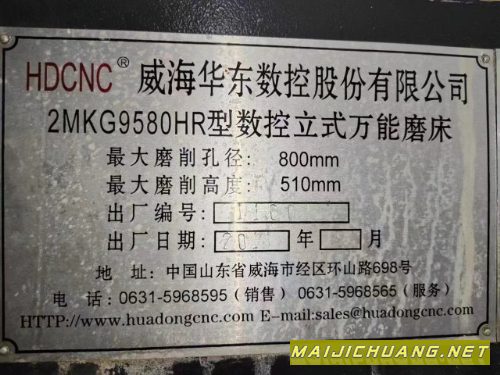 HDCNC® 威海华东数控股份有限公司
2MKG9580HR型数控立式万能磨床
最大磨削孔径: 800mm
最大磨削高度: 510mm
出厂编号:
出厂日期: 年 月
地 址: 中国山东省威海市经区环山路698号
电 话: 0631-5968595(销售) 0631-5968565(服务)
HTTP://www.huadongcnc.com E-mail:sales@huadongcnc.com
MAIJICHUANG.NET